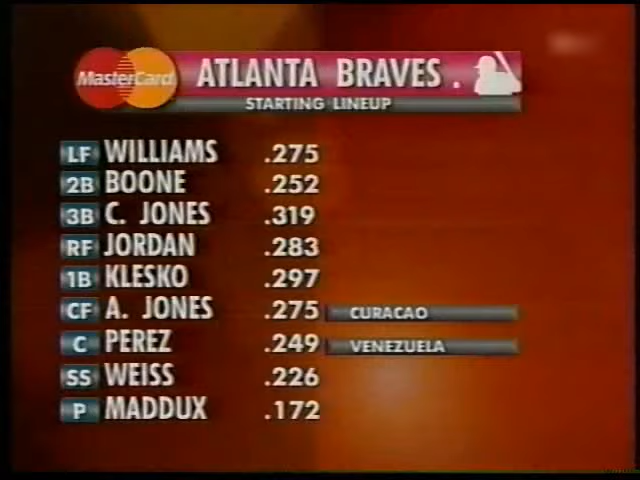 MasterCard ATLANTA BRAVES .
STARTING LINEUP
LF WILLIAMS .275
2B BOONE .252
3B C. JONES .319
RF JORDAN .283
1B KLESKO .297
CF A. JONES .275 CURACAO
C PEREZ .249 VENEZUELA
SS WEISS .226
P MADDUX .172